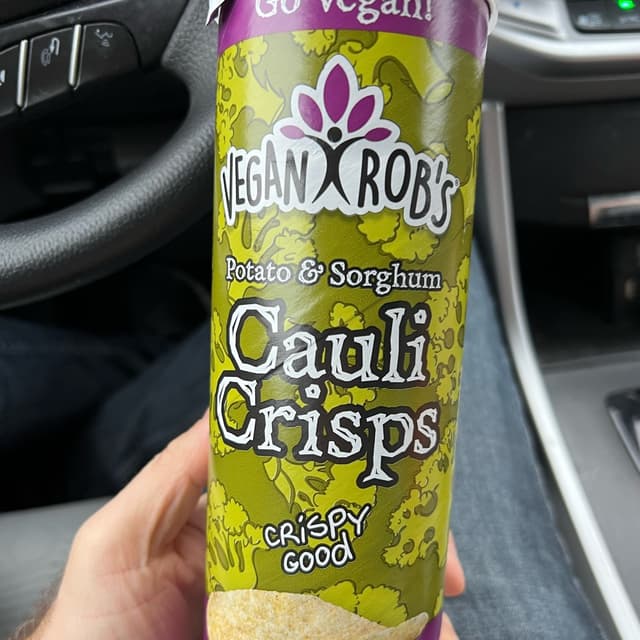 Go Vegan!
VEGAN ROB'S
Potato & Sorghum
Cauli
Crisps
CRiSPY
GOOD